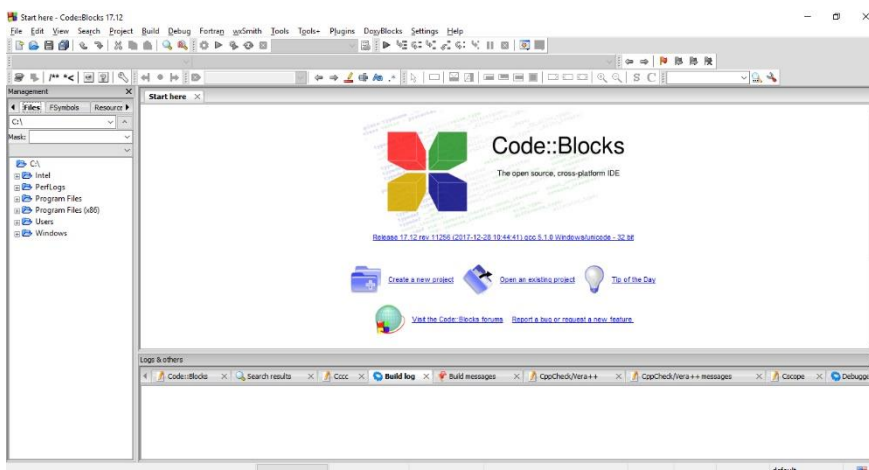 Start here - Code::Blocks 17.12
File Edit View Search Project Build Debug Fortran wxSmith Tools Tools+ Plugins DoxyBlocks Settings Help
/** *<
S C
Management
Start here
Files FSymbols Resource
C:\
Mask:
C:\
Intel
PerfLogs
Program Files
Program Files (x86)
Users
Windows
Code::Blocks
The open source, cross-platform IDE
Release 17.12 rev 11256 (2017-12-28 10:44:41) gcc 5.1.0 Windows/unicode - 32 bit
Create a new project Open an existing project Tip of the Day
Visit the Code::Blocks forums Report a bug or request a new feature
Logs & others
Code::Blocks Search results Cccc Build log Build messages CppCheck/Vera++ CppCheck/Vera++ messages Cscope Debugge
default